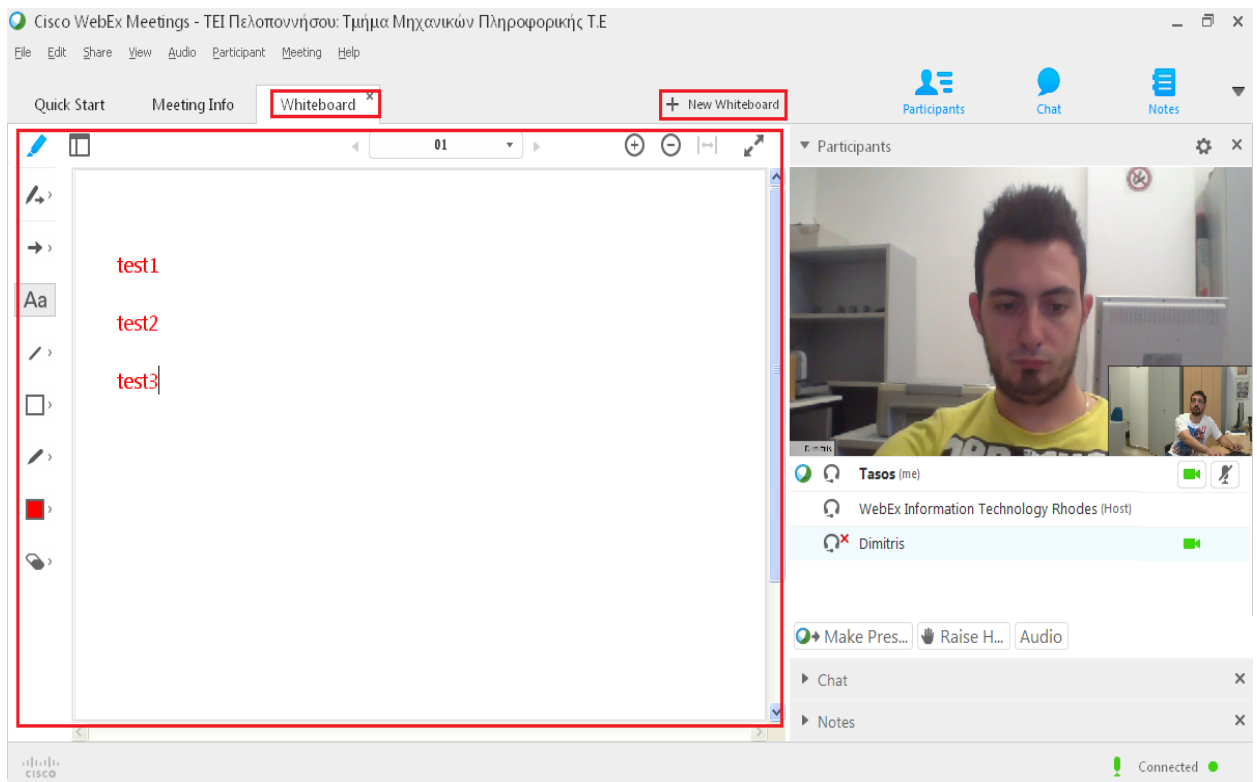 Cisco WebEx Meetings - ΤΕΙ Πελοποννήσου: Τμήμα Μηχανικών Πληροφορικής Τ.Ε
File Edit Share View Audio Participant Meeting Help
Quick Start Meeting Info Whiteboard + New Whiteboard
Participants Chat Notes
01
Participants
Aa
test1
test2
test3
Dimitris
Tasos (me)
WebEx Information Technology Rhodes (Host)
Dimitris
Make Pres... Raise H... Audio
Chat
Notes
CISCO
Connected